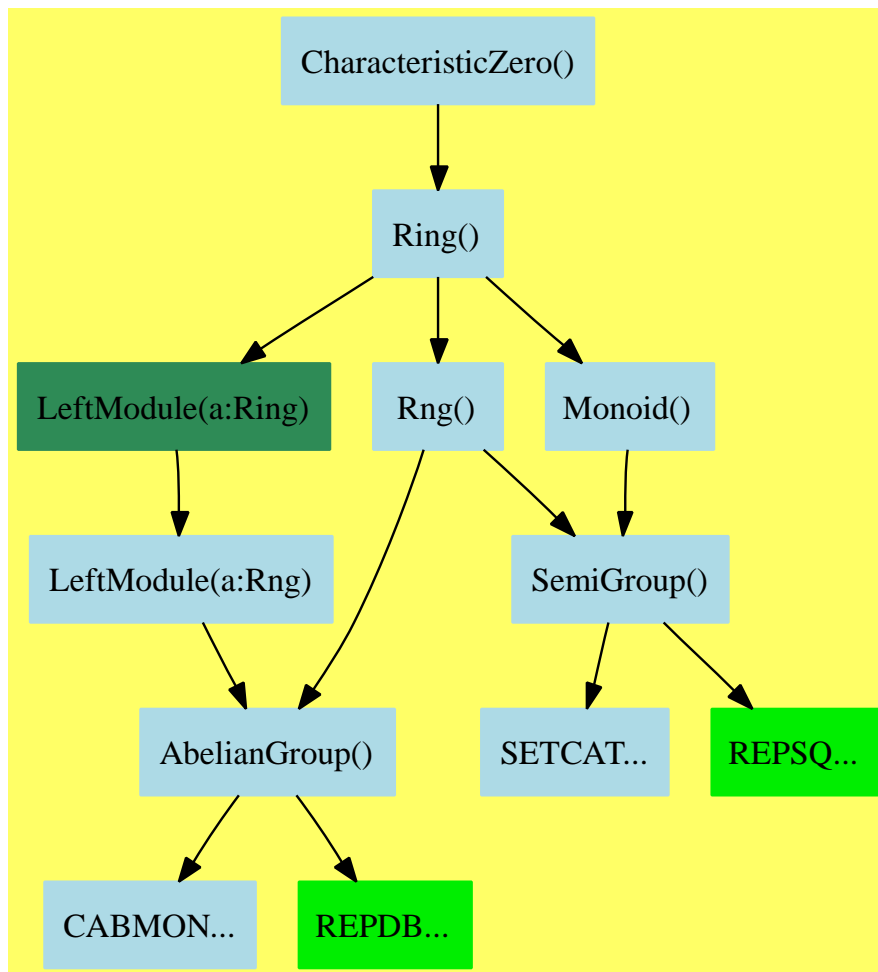 CharacteristicZero()
Ring()
LeftModule(a:Ring)
Rng()
Monoid()
LeftModule(a:Rng)
SemiGroup()
AbelianGroup()
SETCAT...
REPSQ...
CABMON...
REPDB...